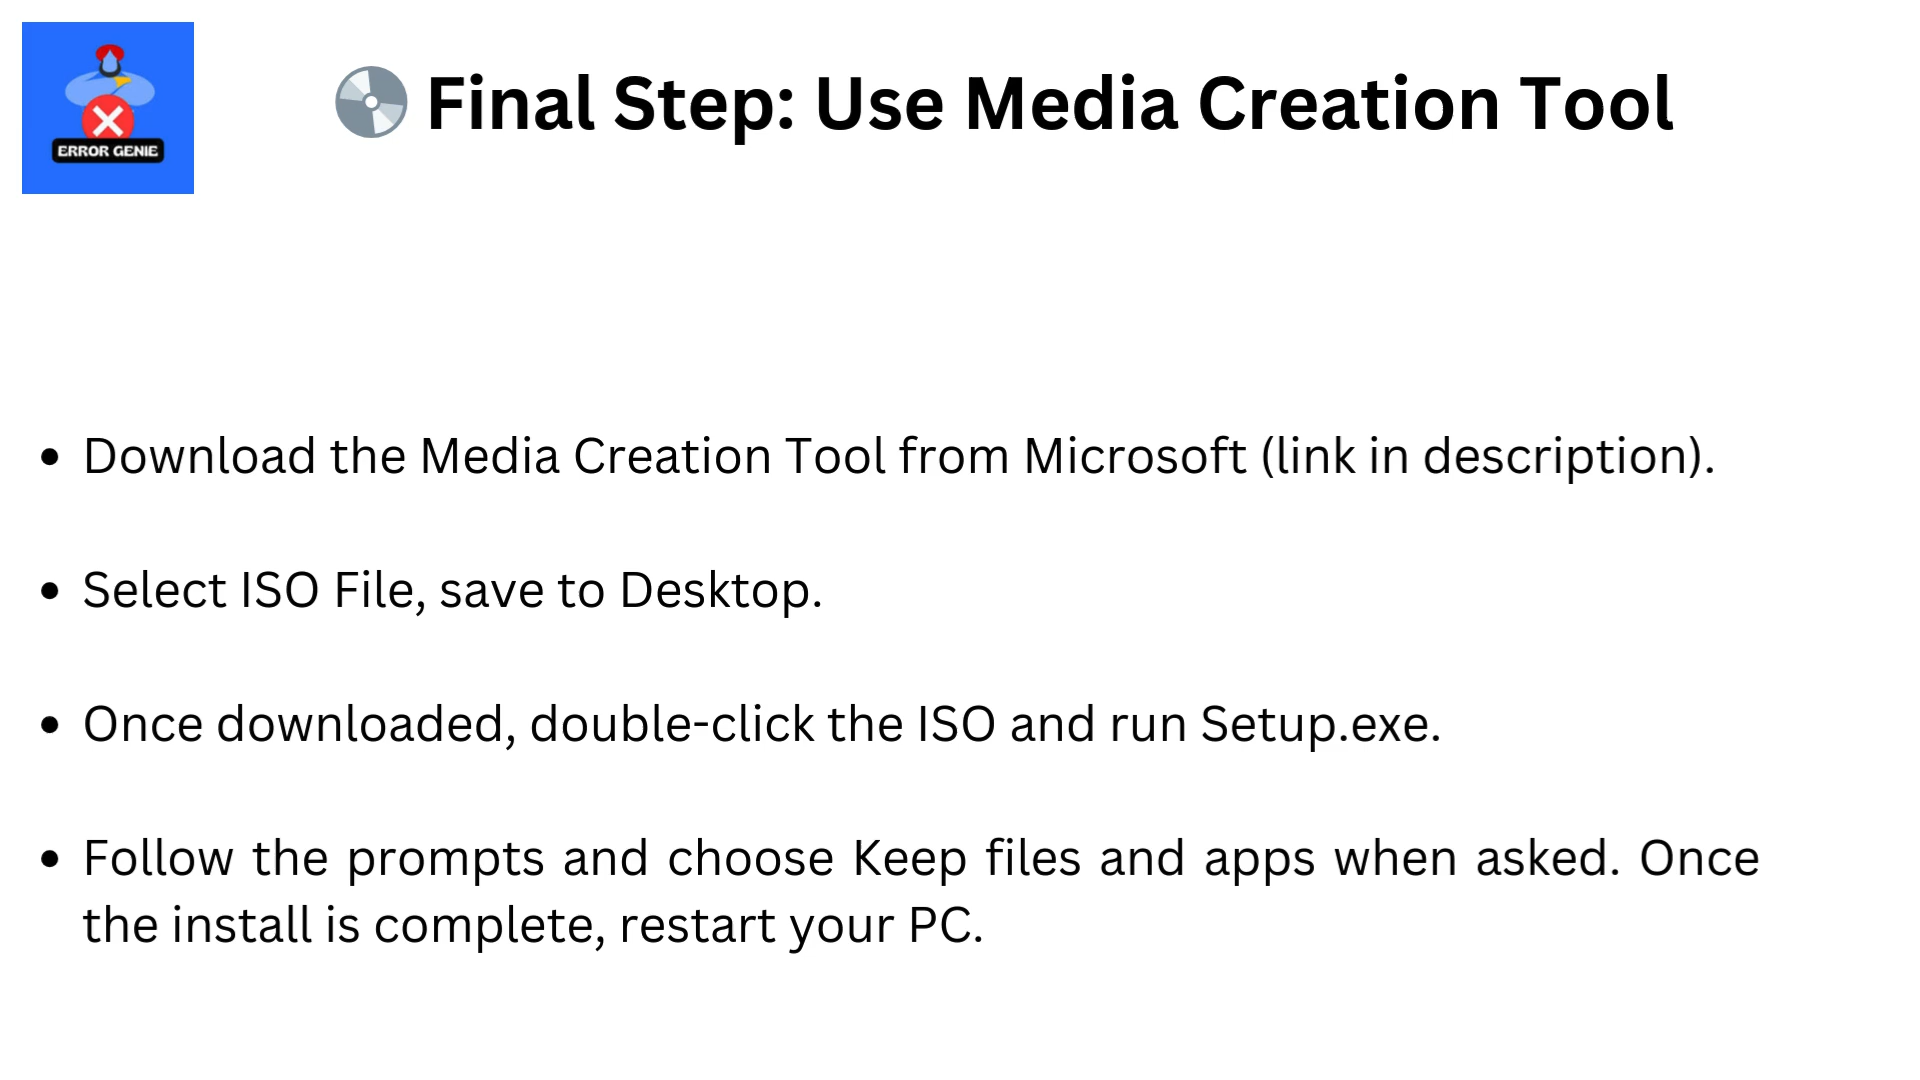 ERROR GENIE
💿 Final Step: Use Media Creation Tool
• Download the Media Creation Tool from Microsoft (link in description).
• Select ISO File, save to Desktop.
• Once downloaded, double-click the ISO and run Setup.exe.
• Follow the prompts and choose Keep files and apps when asked. Once
the install is complete, restart your PC.